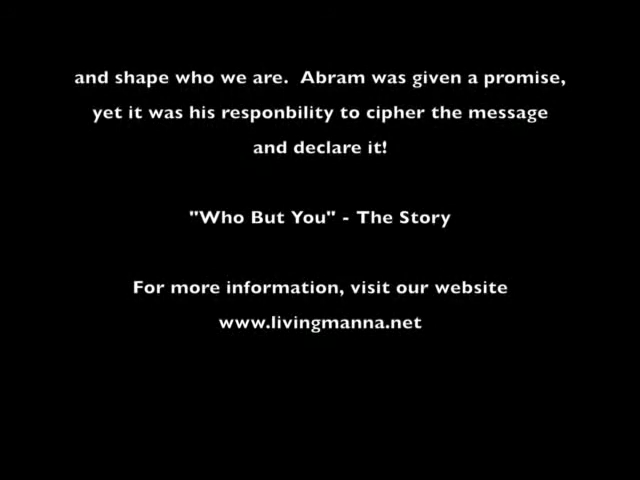 and shape who we are.  Abram was given a promise,
yet it was his responbility to cipher the message
and declare it!
"Who But You" - The Story
For more information, visit our website
www.livingmanna.net